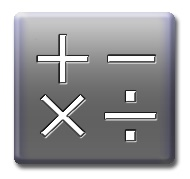 + −
× ÷